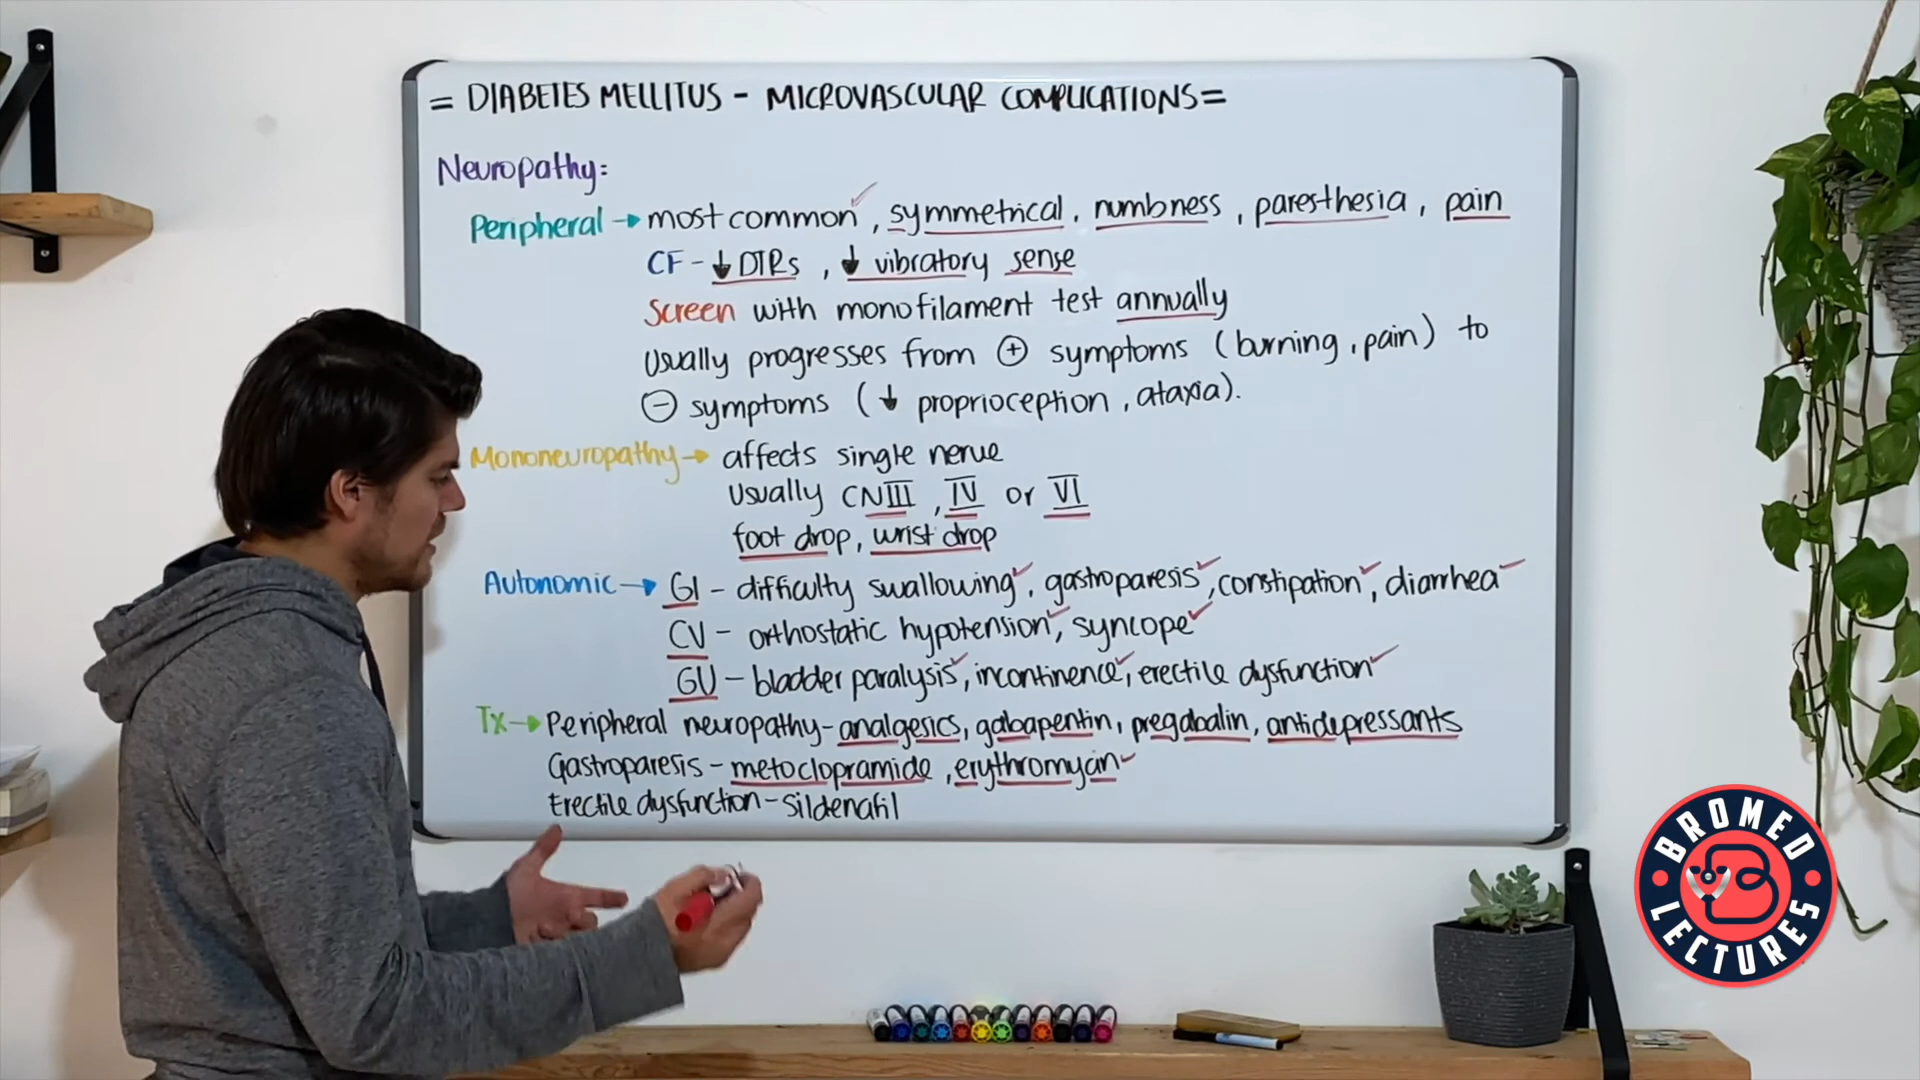 = DIABETES MELLITUS - MICROVASCULAR COMPLICATIONS =
Neuropathy:
Peripheral → most common, symmetrical, numbness, paresthesia, pain
CF - ↓ DTRs, ↓ vibratory sense
Screen with monofilament test annually
Usually progresses from ⊕ symptoms (burning, pain) to
⊖ symptoms (↓ proprioception, ataxia).
Mononeuropathy → affects single nerve
Usually CN III, IV or VI
foot drop, wrist drop
Autonomic → GI - difficulty swallowing, gastroparesis, constipation, diarrhea
CV - orthostatic hypotension, syncope
GU - bladder paralysis, incontinence, erectile dysfunction
Tx → Peripheral neuropathy - analgesics, gabapentin, pregabalin, antidepressants
Gastroparesis - metoclopramide, erythromycin
Erectile dysfunction - sildenafil
BROMED
LECTURES